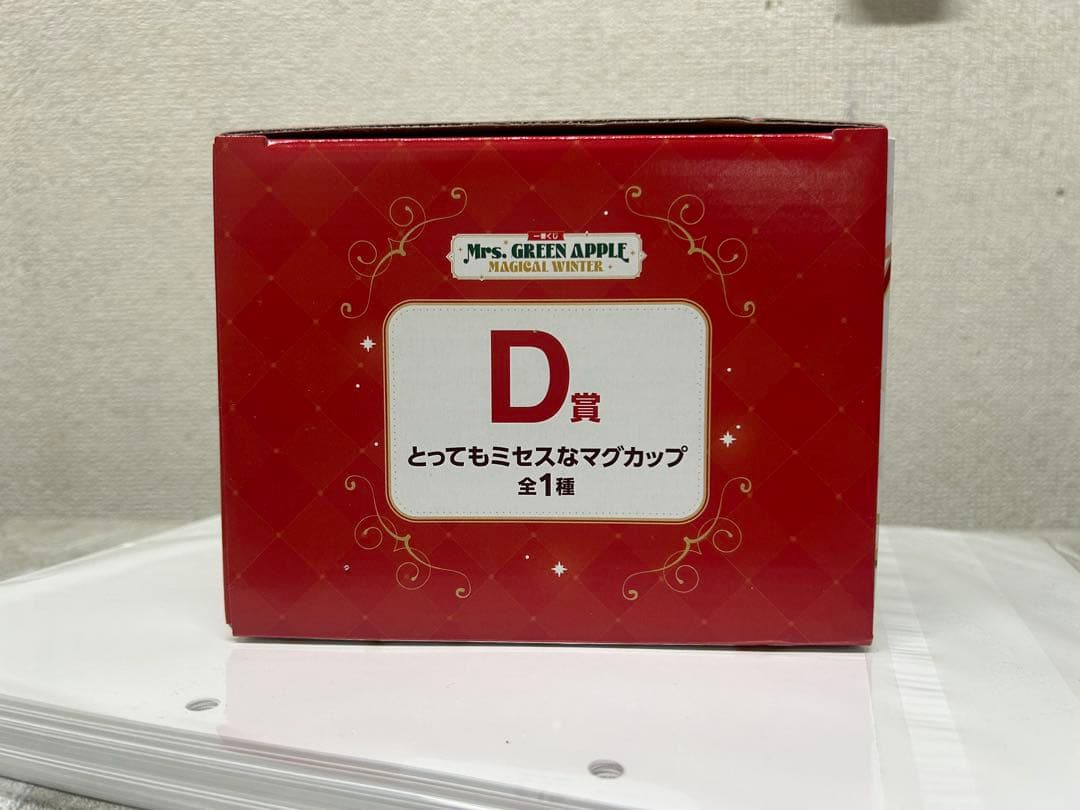 一番くじ
Mrs. GREEN APPLE
MAGICAL WINTER
D賞
とってもミセスなマグカップ
全1種